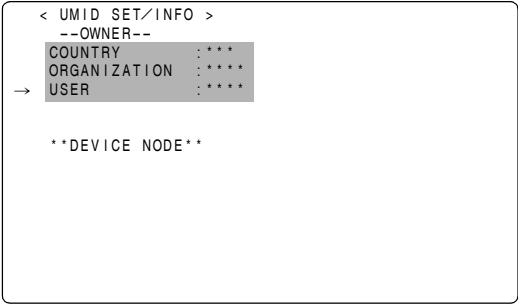 < UMID SET/INFO >
--OWNER--
COUNTRY :***
ORGANIZATION :****
→ USER :****
**DEVICE NODE**